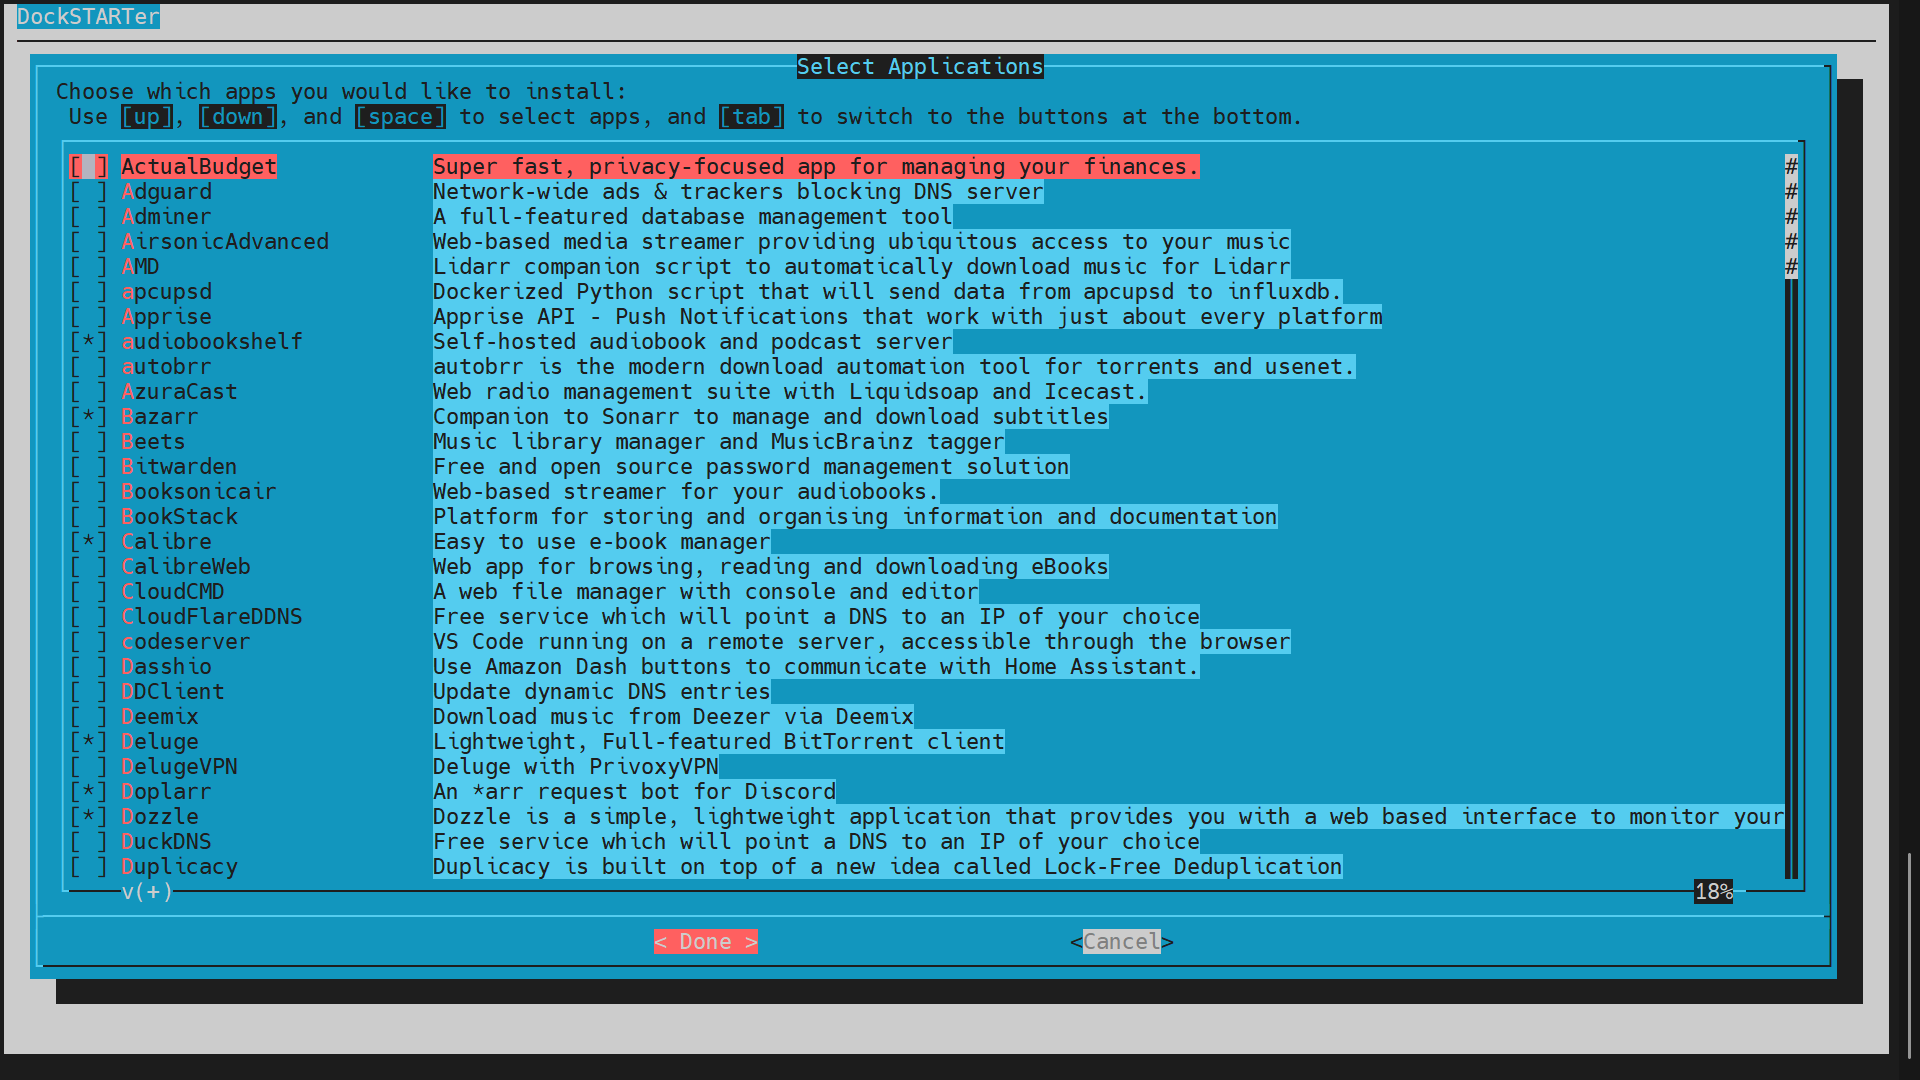 DockSTARTer
Select Applications
Choose which apps you would like to install:
Use [up], [down], and [space] to select apps, and [tab] to switch to the buttons at the bottom.
[ ] ActualBudget Super fast, privacy-focused app for managing your finances. #
[ ] Adguard Network-wide ads & trackers blocking DNS server #
[ ] Adminer A full-featured database management tool #
[ ] AirsonicAdvanced Web-based media streamer providing ubiquitous access to your music #
[ ] AMD Lidarr companion script to automatically download music for Lidarr #
[ ] apcupsd Dockerized Python script that will send data from apcupsd to influxdb.
[ ] Apprise Apprise API - Push Notifications that work with just about every platform
[*] audiobookshelf Self-hosted audiobook and podcast server
[ ] autobrr autobrr is the modern download automation tool for torrents and usenet.
[ ] AzuraCast Web radio management suite with Liquidsoap and Icecast.
[*] Bazarr Companion to Sonarr to manage and download subtitles
[ ] Beets Music library manager and MusicBrainz tagger
[ ] Bitwarden Free and open source password management solution
[ ] Booksonicair Web-based streamer for your audiobooks.
[ ] BookStack Platform for storing and organising information and documentation
[*] Calibre Easy to use e-book manager
[ ] CalibreWeb Web app for browsing, reading and downloading eBooks
[ ] CloudCMD A web file manager with console and editor
[ ] CloudFlareDDNS Free service which will point a DNS to an IP of your choice
[ ] codeserver VS Code running on a remote server, accessible through the browser
[ ] Dasshio Use Amazon Dash buttons to communicate with Home Assistant.
[ ] DDClient Update dynamic DNS entries
[ ] Deemix Download music from Deezer via Deemix
[*] Deluge Lightweight, Full-featured BitTorrent client
[ ] DelugeVPN Deluge with PrivoxyVPN
[*] Doplarr An *arr request bot for Discord
[*] Dozzle Dozzle is a simple, lightweight application that provides you with a web based interface to monitor your
[ ] DuckDNS Free service which will point a DNS to an IP of your choice
[ ] Duplicacy Duplicacy is built on top of a new idea called Lock-Free Deduplication
v(+) 18%
< Done > <Cancel>